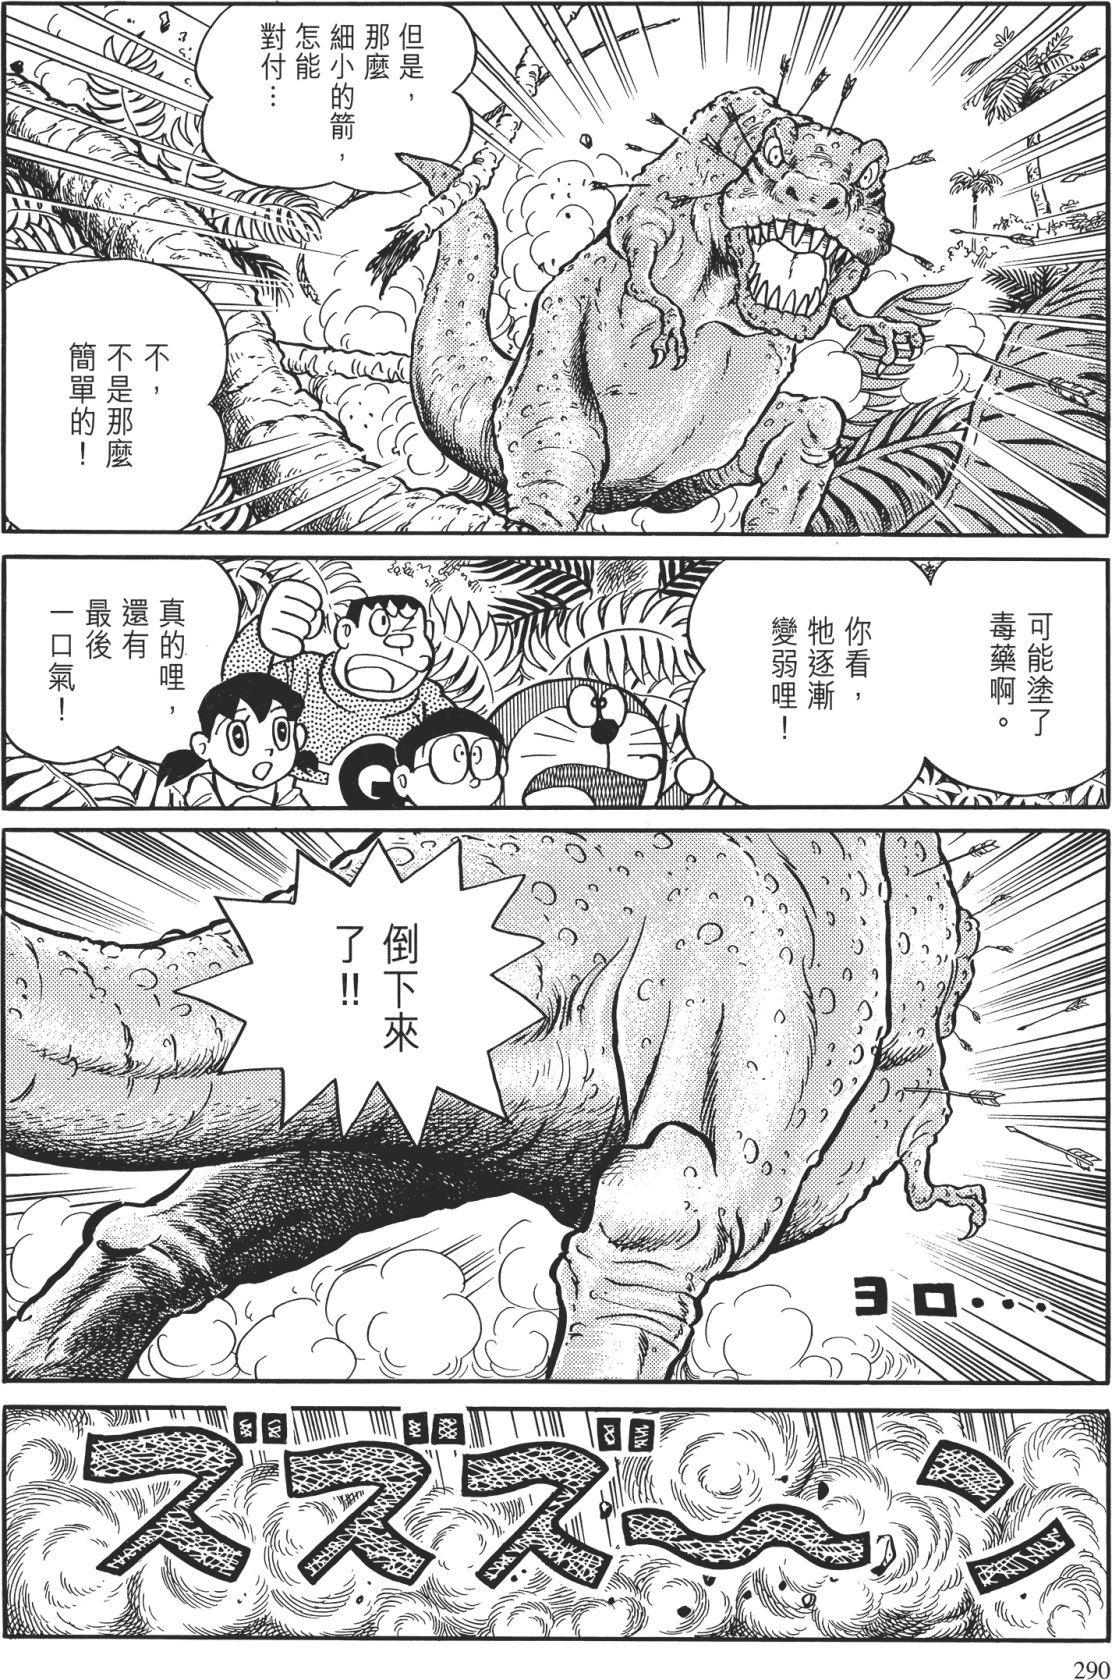 但是，
那麼
細小的箭，
怎能
對付…
不，
不是那麼
簡單的！
可能塗了
毒藥啊。
你看，
牠逐漸
變弱哩！
真的哩，
還有
最後
一口氣！
G
倒下來
了!!
ヨロ・・・
ズズズ〜ン
290